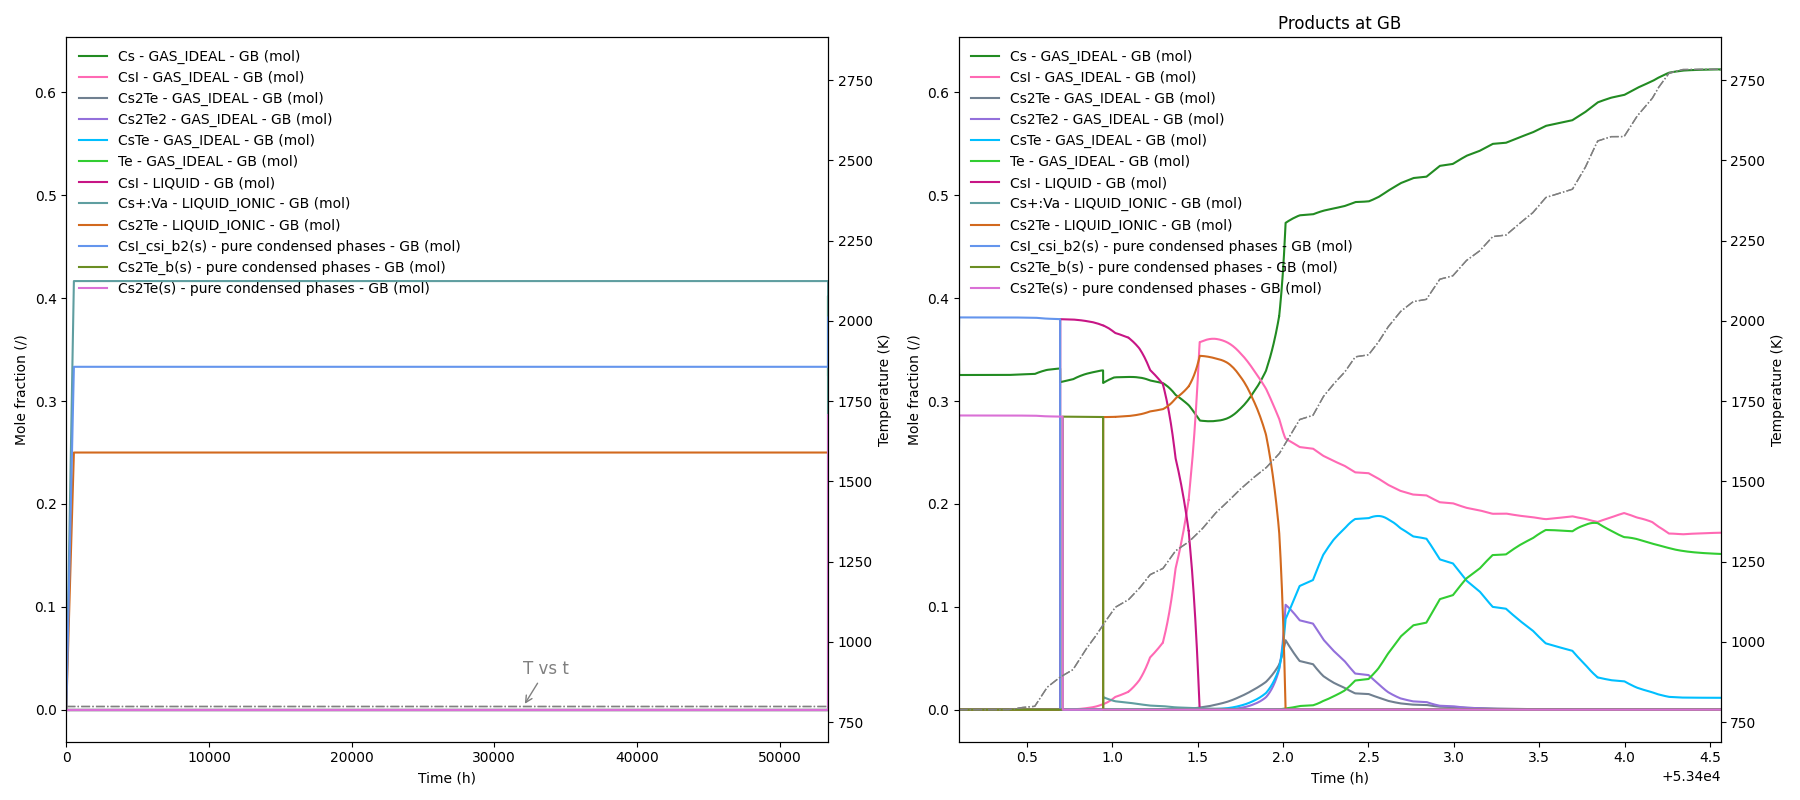 Products at GB
Cs - GAS_IDEAL - GB (mol)
CsI - GAS_IDEAL - GB (mol)
Cs2Te - GAS_IDEAL - GB (mol)
Cs2Te2 - GAS_IDEAL - GB (mol)
CsTe - GAS_IDEAL - GB (mol)
Te - GAS_IDEAL - GB (mol)
CsI - LIQUID - GB (mol)
Cs+:Va - LIQUID_IONIC - GB (mol)
Cs2Te - LIQUID_IONIC - GB (mol)
CsI_csi_b2(s) - pure condensed phases - GB (mol)
Cs2Te_b(s) - pure condensed phases - GB (mol)
Cs2Te(s) - pure condensed phases - GB (mol)
T vs t
Mole fraction (/)
0.6
0.5
0.4
0.3
0.2
0.1
0.0
0 10000 20000 30000 40000 50000
Time (h)
2750
2500
2250
2000
1750
1500
1250
1000
750
Temperature (K)
Cs - GAS_IDEAL - GB (mol)
CsI - GAS_IDEAL - GB (mol)
Cs2Te - GAS_IDEAL - GB (mol)
Cs2Te2 - GAS_IDEAL - GB (mol)
CsTe - GAS_IDEAL - GB (mol)
Te - GAS_IDEAL - GB (mol)
CsI - LIQUID - GB (mol)
Cs+:Va - LIQUID_IONIC - GB (mol)
Cs2Te - LIQUID_IONIC - GB (mol)
CsI_csi_b2(s) - pure condensed phases - GB (mol)
Cs2Te_b(s) - pure condensed phases - GB (mol)
Cs2Te(s) - pure condensed phases - GB (mol)
Mole fraction (/)
0.6
0.5
0.4
0.3
0.2
0.1
0.0
0.5 1.0 1.5 2.0 2.5 3.0 3.5 4.0 4.5
Time (h)
+5.34e4
2750
2500
2250
2000
1750
1500
1250
1000
750
Temperature (K)